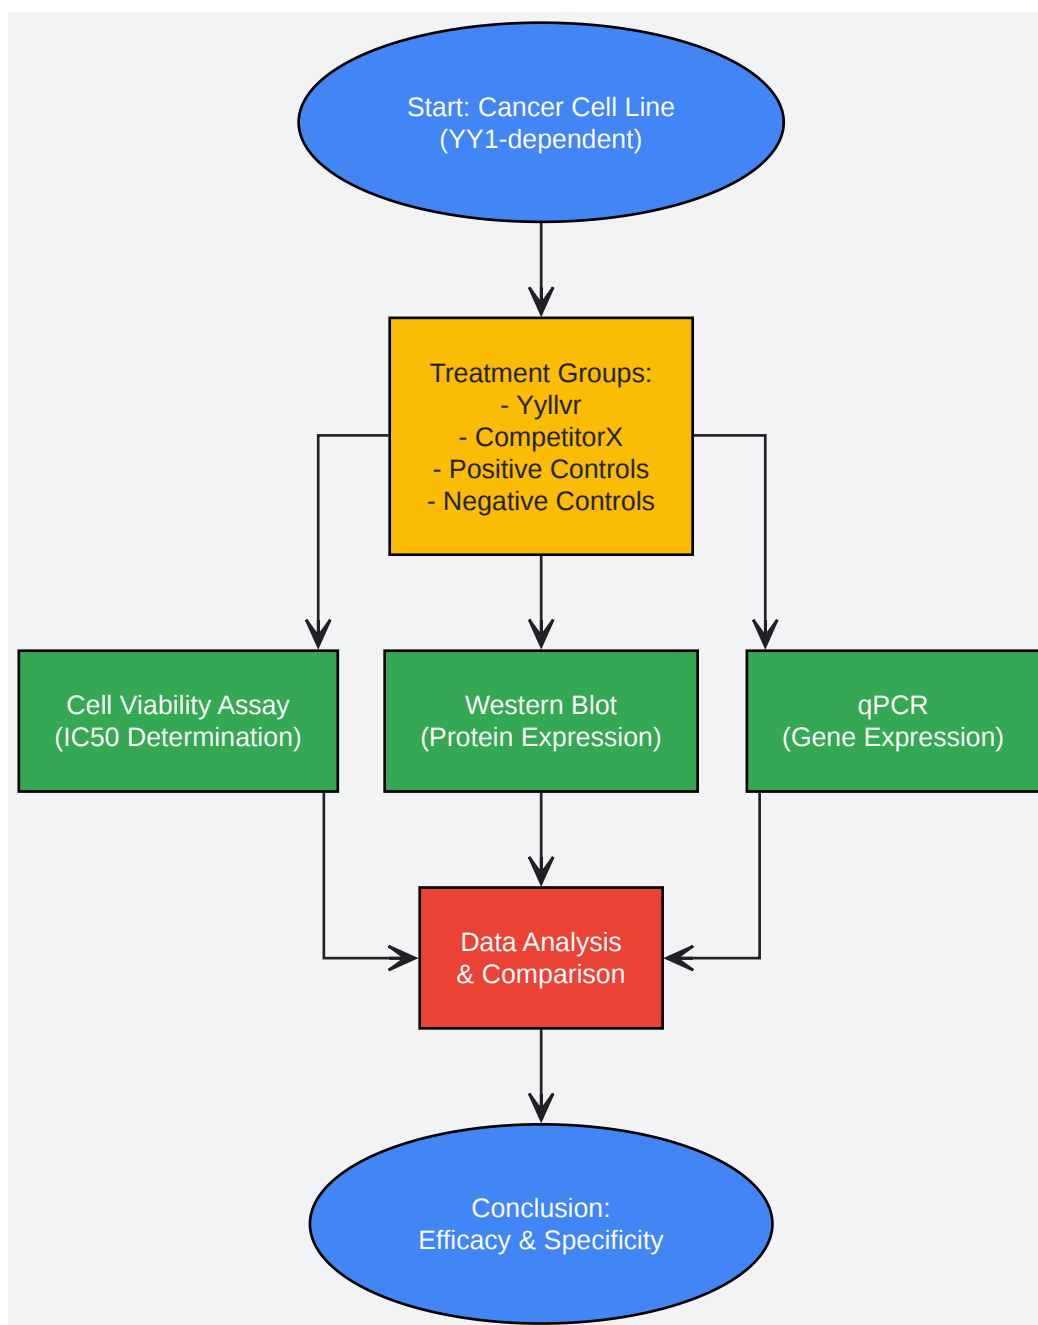 Start: Cancer Cell Line
(YY1-dependent)
Treatment Groups:
- Yyllvr
- CompetitorX
- Positive Controls
- Negative Controls
Cell Viability Assay
(IC50 Determination)
Western Blot
(Protein Expression)
qPCR
(Gene Expression)
Data Analysis
& Comparison
Conclusion:
Efficacy & Specificity